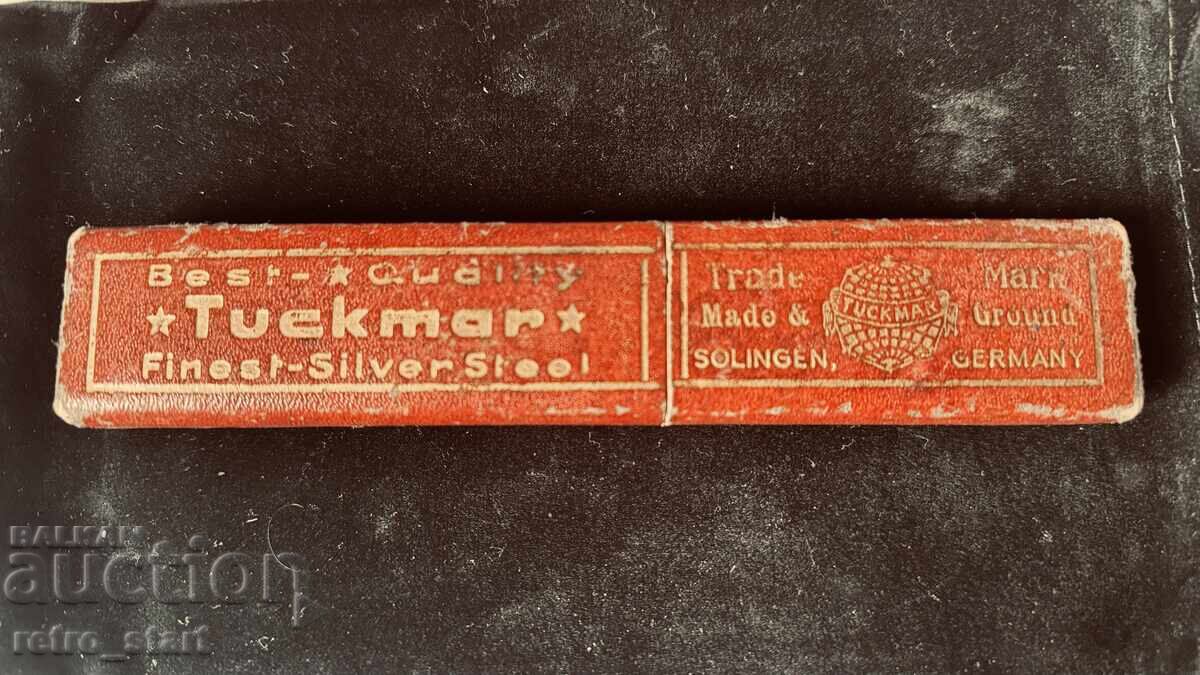 Best-★Quality
★Tuckmar★
Finest-Silver Steel
Trade Mark
TUCKMAR
Made & Ground
SOLINGEN, GERMANY
BALKAN
auction
retro_start